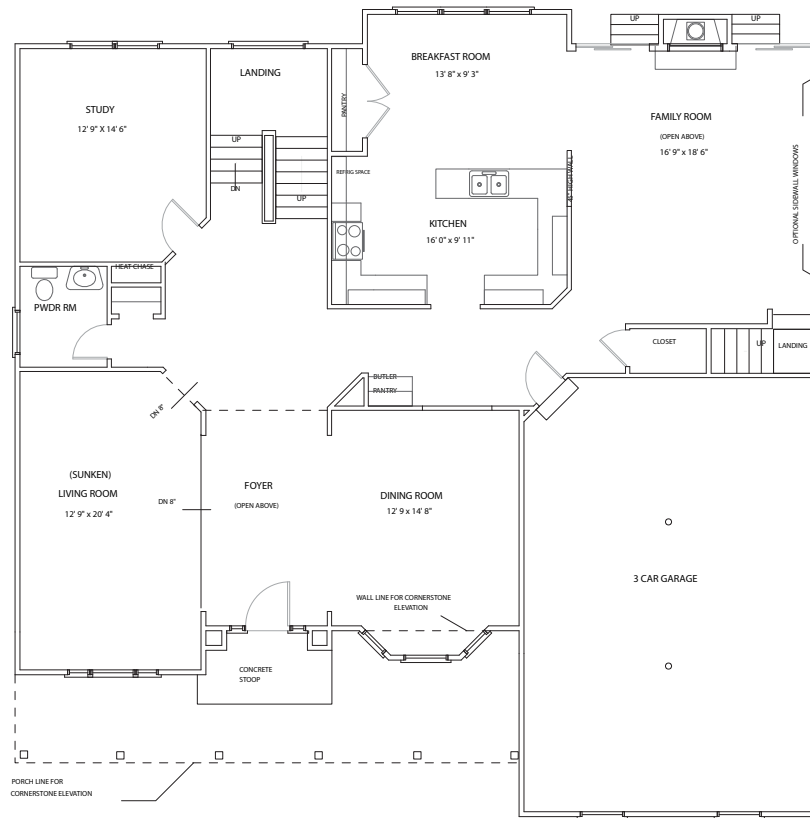 UP
UP
BREAKFAST ROOM
13' 8" x 9' 3"
LANDING
STUDY
12' 9" X 14' 6"
PANTRY
FAMILY ROOM
(OPEN ABOVE)
16' 9" x 18' 6"
UP
DN
UP
REFRIG SPACE
48" HIGH WALL
OPTIONAL SIDEWALL WINDOWS
KITCHEN
16' 0" x 9' 11"
HEAT CHASE
PWDR RM
CLOSET
UP
LANDING
BUTLER
PANTRY
DN 8"
(SUNKEN)
LIVING ROOM
12' 9" x 20' 4"
DN 8"
FOYER
(OPEN ABOVE)
DINING ROOM
12' 9 x 14' 8"
3 CAR GARAGE
WALL LINE FOR CORNERSTONE
ELEVATION
CONCRETE
STOOP
PORCH LINE FOR
CORNERSTONE ELEVATION